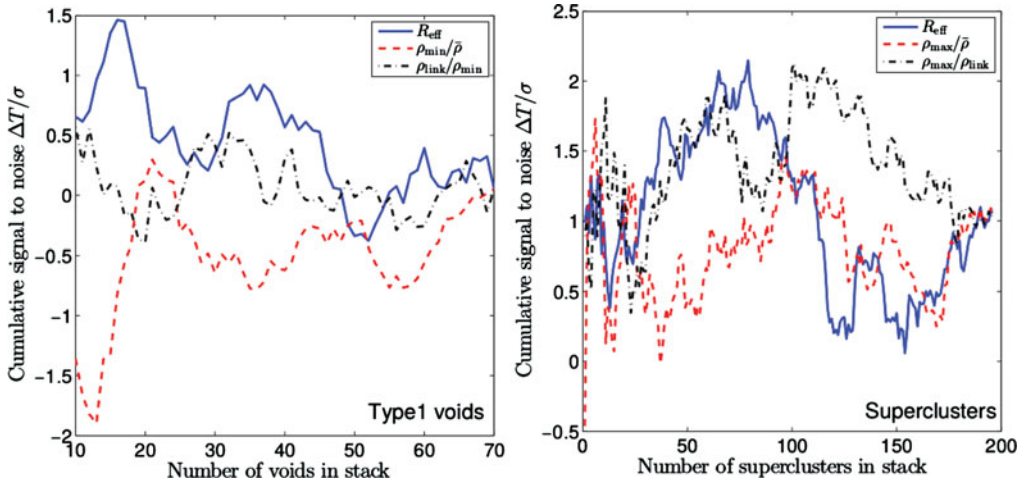 Cumulative signal to noise ΔT/σ
1.5
1
0.5
0
−0.5
−1
−1.5
−2
10 20 30 40 50 60 70
Number of voids in stack
R_eff
ρ_min/ρ̄
ρ_link/ρ_min
Type1 voids
Cumulative signal to noise ΔT/σ
2.5
2
1.5
1
0.5
0
−0.5
0 50 100 150 200
Number of superclusters in stack
R_eff
ρ_max/ρ̄
ρ_max/ρ_link
Superclusters